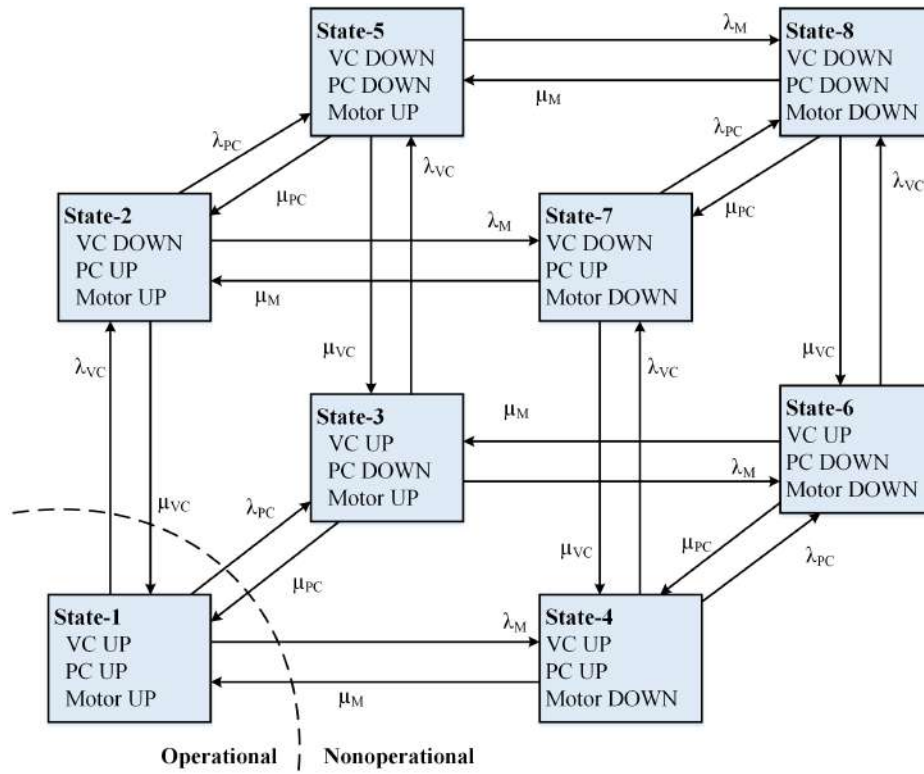 State-5
VC DOWN
PC DOWN
Motor UP
λM
μM
State-8
VC DOWN
PC DOWN
Motor DOWN
λPC
μPC
λVC
λPC
μPC
λVC
State-2
VC DOWN
PC UP
Motor UP
λM
μM
State-7
VC DOWN
PC UP
Motor DOWN
λVC
μVC
λVC
μVC
State-3
VC UP
PC DOWN
Motor UP
μM
λM
State-6
VC UP
PC DOWN
Motor DOWN
μVC
λPC
μPC
μVC
μPC
λPC
State-1
VC UP
PC UP
Motor UP
λM
μM
State-4
VC UP
PC UP
Motor DOWN
Operational
Nonoperational